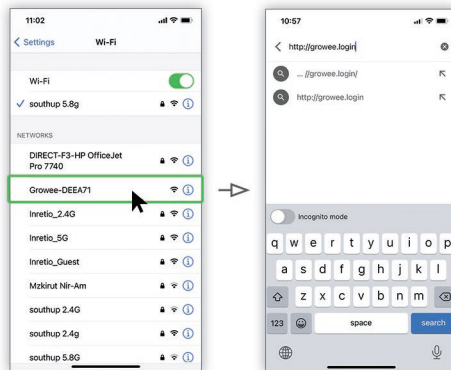 11:02
Settings
Wi-Fi
Wi-Fi
southup 5.8g
NETWORKS
DIRECT-F3-HP OfficeJet
Pro 7740
Growee-DEEA71
Inretio_2.4G
Inretio_5G
Inretio_Guest
Mzkirut Nir-Am
southup 2.4G
southup 2.4g
southup 5.8G
10:57
http://growee.login
... //growee.login/
http://growee.login
Incognito mode
q w e r t y u i o p
a s d f g h j k l
z x c v b n m
123 space search